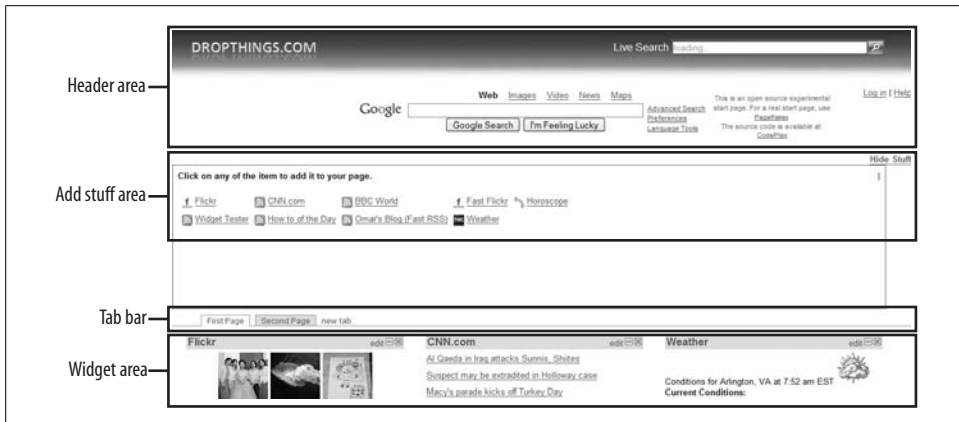 DROPTHINGS.COM
Live Search loading..
Header area
Web Images Video News Maps
Google
Google Search I'm Feeling Lucky
Advanced Search
Preferences
Language Tools
This is an open source experimental
start page. For a real start page, use
Pageflakes
The source code is available at:
CodePlex
Log in | Help
Hide Stuff
Add stuff area
Click on any of the item to add it to your page.
Flickr CNN.com BBC World Fast Flickr Horoscope
Widget Tester How to of the Day Omar's Blog (Fast RSS) Weather
Tab bar
First Page Second Page new tab
Widget area
Flickr edit
CNN.com edit
Al Qaeda in Iraq attacks Sunnis, Shiites
Suspect may be extradited in Holloway case
Macy's parade kicks off Turkey Day
Weather edit
Conditions for Arlington, VA at 7:52 am EST
Current Conditions: